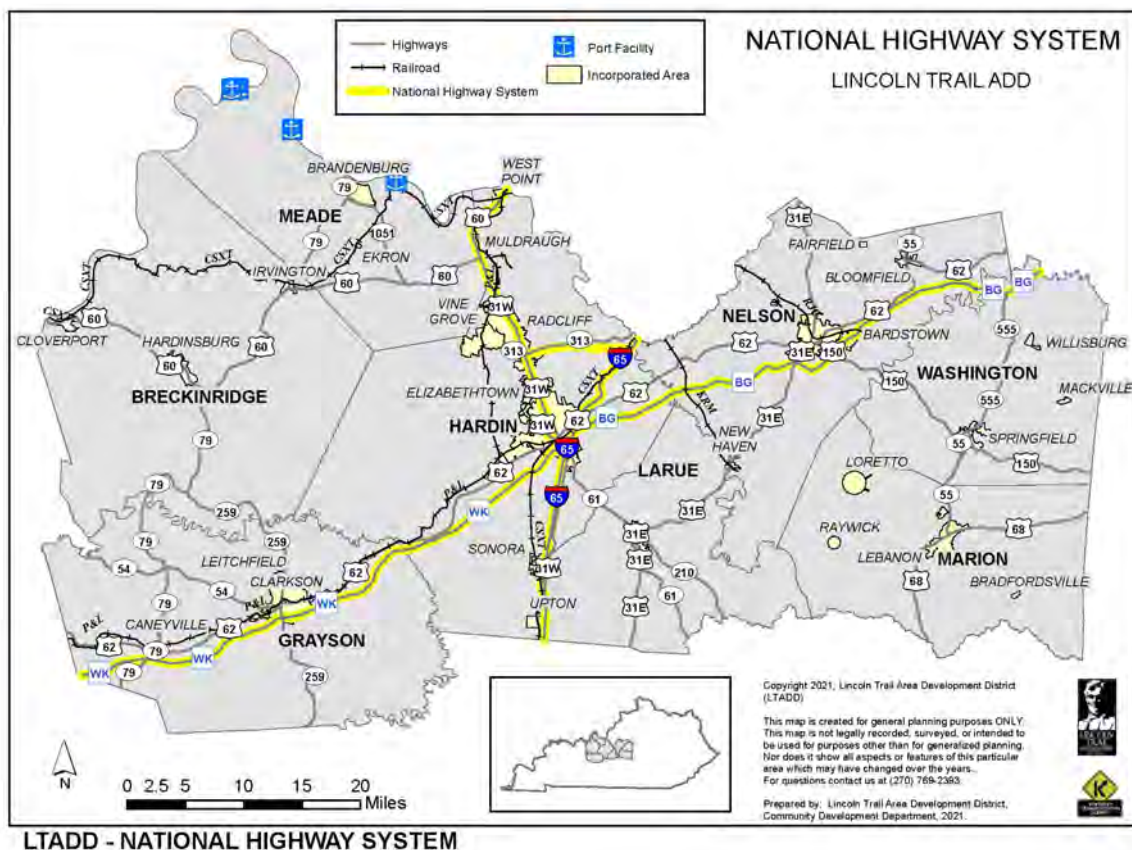 NATIONAL HIGHWAY SYSTEM
LINCOLN TRAIL ADD
Highways
Railroad
National Highway System
Port Facility
Incorporated Area
WEST
POINT
BRANDENBURG
79
MEADE
CSXT
60
31E
79
1051
MULDRAUGH
FAIRFIELD
55
CSXT
CSXT
IRVINGTON
EKRON
60
BLOOMFIELD
62
60
BG
BG
60
VINE
GROVE
31W
RADCLIFF
NELSON
62
CLOVERPORT
HARDINSBURG
60
313
313
BARDSTOWN
555
WILLISBURG
60
60
65
62
31E
150
ELIZABETHTOWN
CSXT
BG
150
WASHINGTON
BRECKINRIDGE
31W
62
KRM
31E
MACKVILLE
HARDIN
31W
62
BG
NEW
HAVEN
555
79
65
LARUE
55
SPRINGFIELD
62
150
P&L
65
61
LORETTO
79
259
WK
31E
55
259
SONORA
CSXT
31E
RAYWICK
68
79
LEITCHFIELD
31W
31E
LEBANON
MARION
54
CLARKSON
62
210
68
BRADFORDSVILLE
54
WK
61
79
P&L
UPTON
31E
P&L
CANEYVILLE
62
GRAYSON
62
79
WK
WK
79
259
N
0 2.5 5 10 15 20
Miles
Copyright 2021, Lincoln Trail Area Development District
(LTADD)
This map is created for general planning purposes ONLY.
This map is not legally recorded, surveyed, or intended to
be used for purposes other than for generalized planning.
Nor does it show all aspects or features of this particular
area which may have changed over the years.
For questions contact us at (270) 769-2393.
Prepared by: Lincoln Trail Area Development District,
Community Development Department, 2021.
LINCOLN
TRAIL
LTADD - NATIONAL HIGHWAY SYSTEM